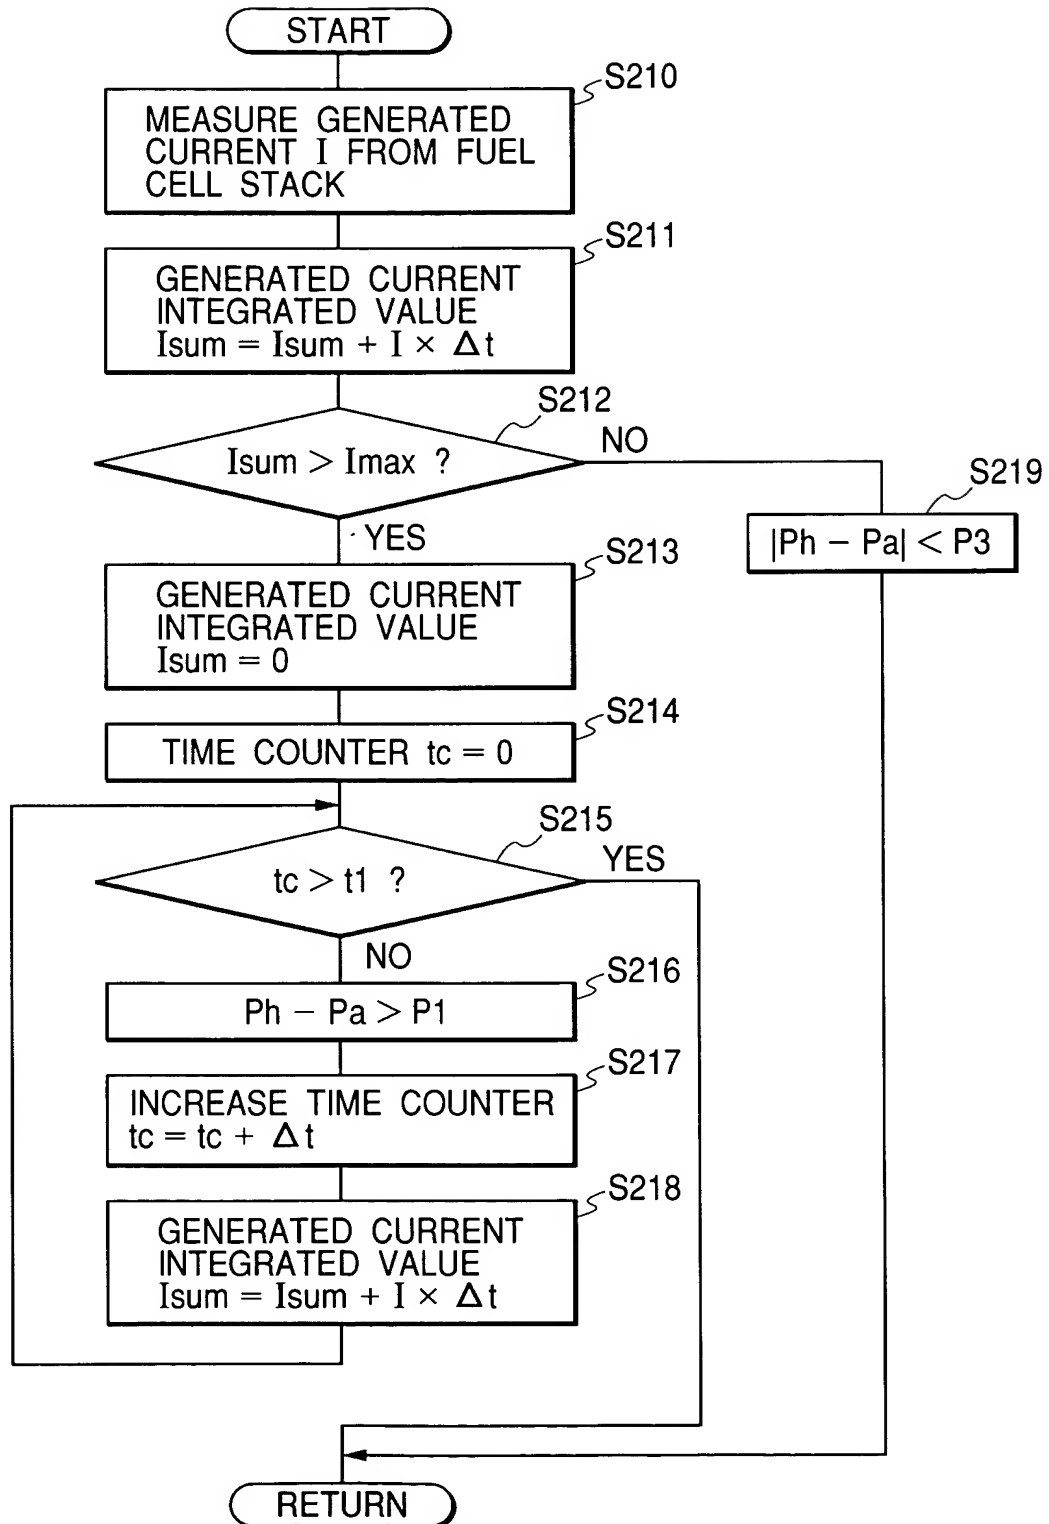 START
S210
MEASURE GENERATED
CURRENT I FROM FUEL
CELL STACK
S211
GENERATED CURRENT
INTEGRATED VALUE
Isum = Isum + I × Δt
S212
Isum > Imax ?
NO
S219
|Ph − Pa| < P3
YES
S213
GENERATED CURRENT
INTEGRATED VALUE
Isum = 0
S214
TIME COUNTER tc = 0
S215
tc > t1 ?
YES
NO
S216
Ph − Pa > P1
S217
INCREASE TIME COUNTER
tc = tc + Δt
S218
GENERATED CURRENT
INTEGRATED VALUE
Isum = Isum + I × Δt
RETURN